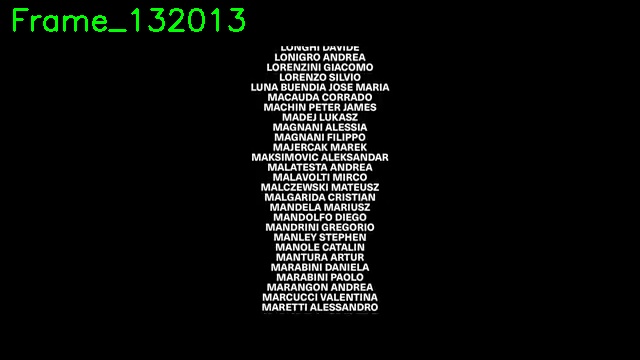 Frame_132013
LONGHI DAVIDE
LONIGRO ANDREA
LORENZINI GIACOMO
LORENZO SILVIO
LUNA BUENDIA JOSE MARIA
MACAUDA CORRADO
MACHIN PETER JAMES
MADEJ LUKASZ
MAGNANI ALESSIA
MAGNANI FILIPPO
MAJERCAK MAREK
MAKSIMOVIC ALEKSANDAR
MALATESTA ANDREA
MALAVOLTI MIRCO
MALCZEWSKI MATEUSZ
MALGARIDA CRISTIAN
MANDELA MARIUSZ
MANDOLFO DIEGO
MANDRINI GREGORIO
MANLEY STEPHEN
MANOLE CATALIN
MANTURA ARTUR
MARABINI DANIELA
MARABINI PAOLO
MARANGON ANDREA
MARCUCCI VALENTINA
MARETTI ALESSANDRO